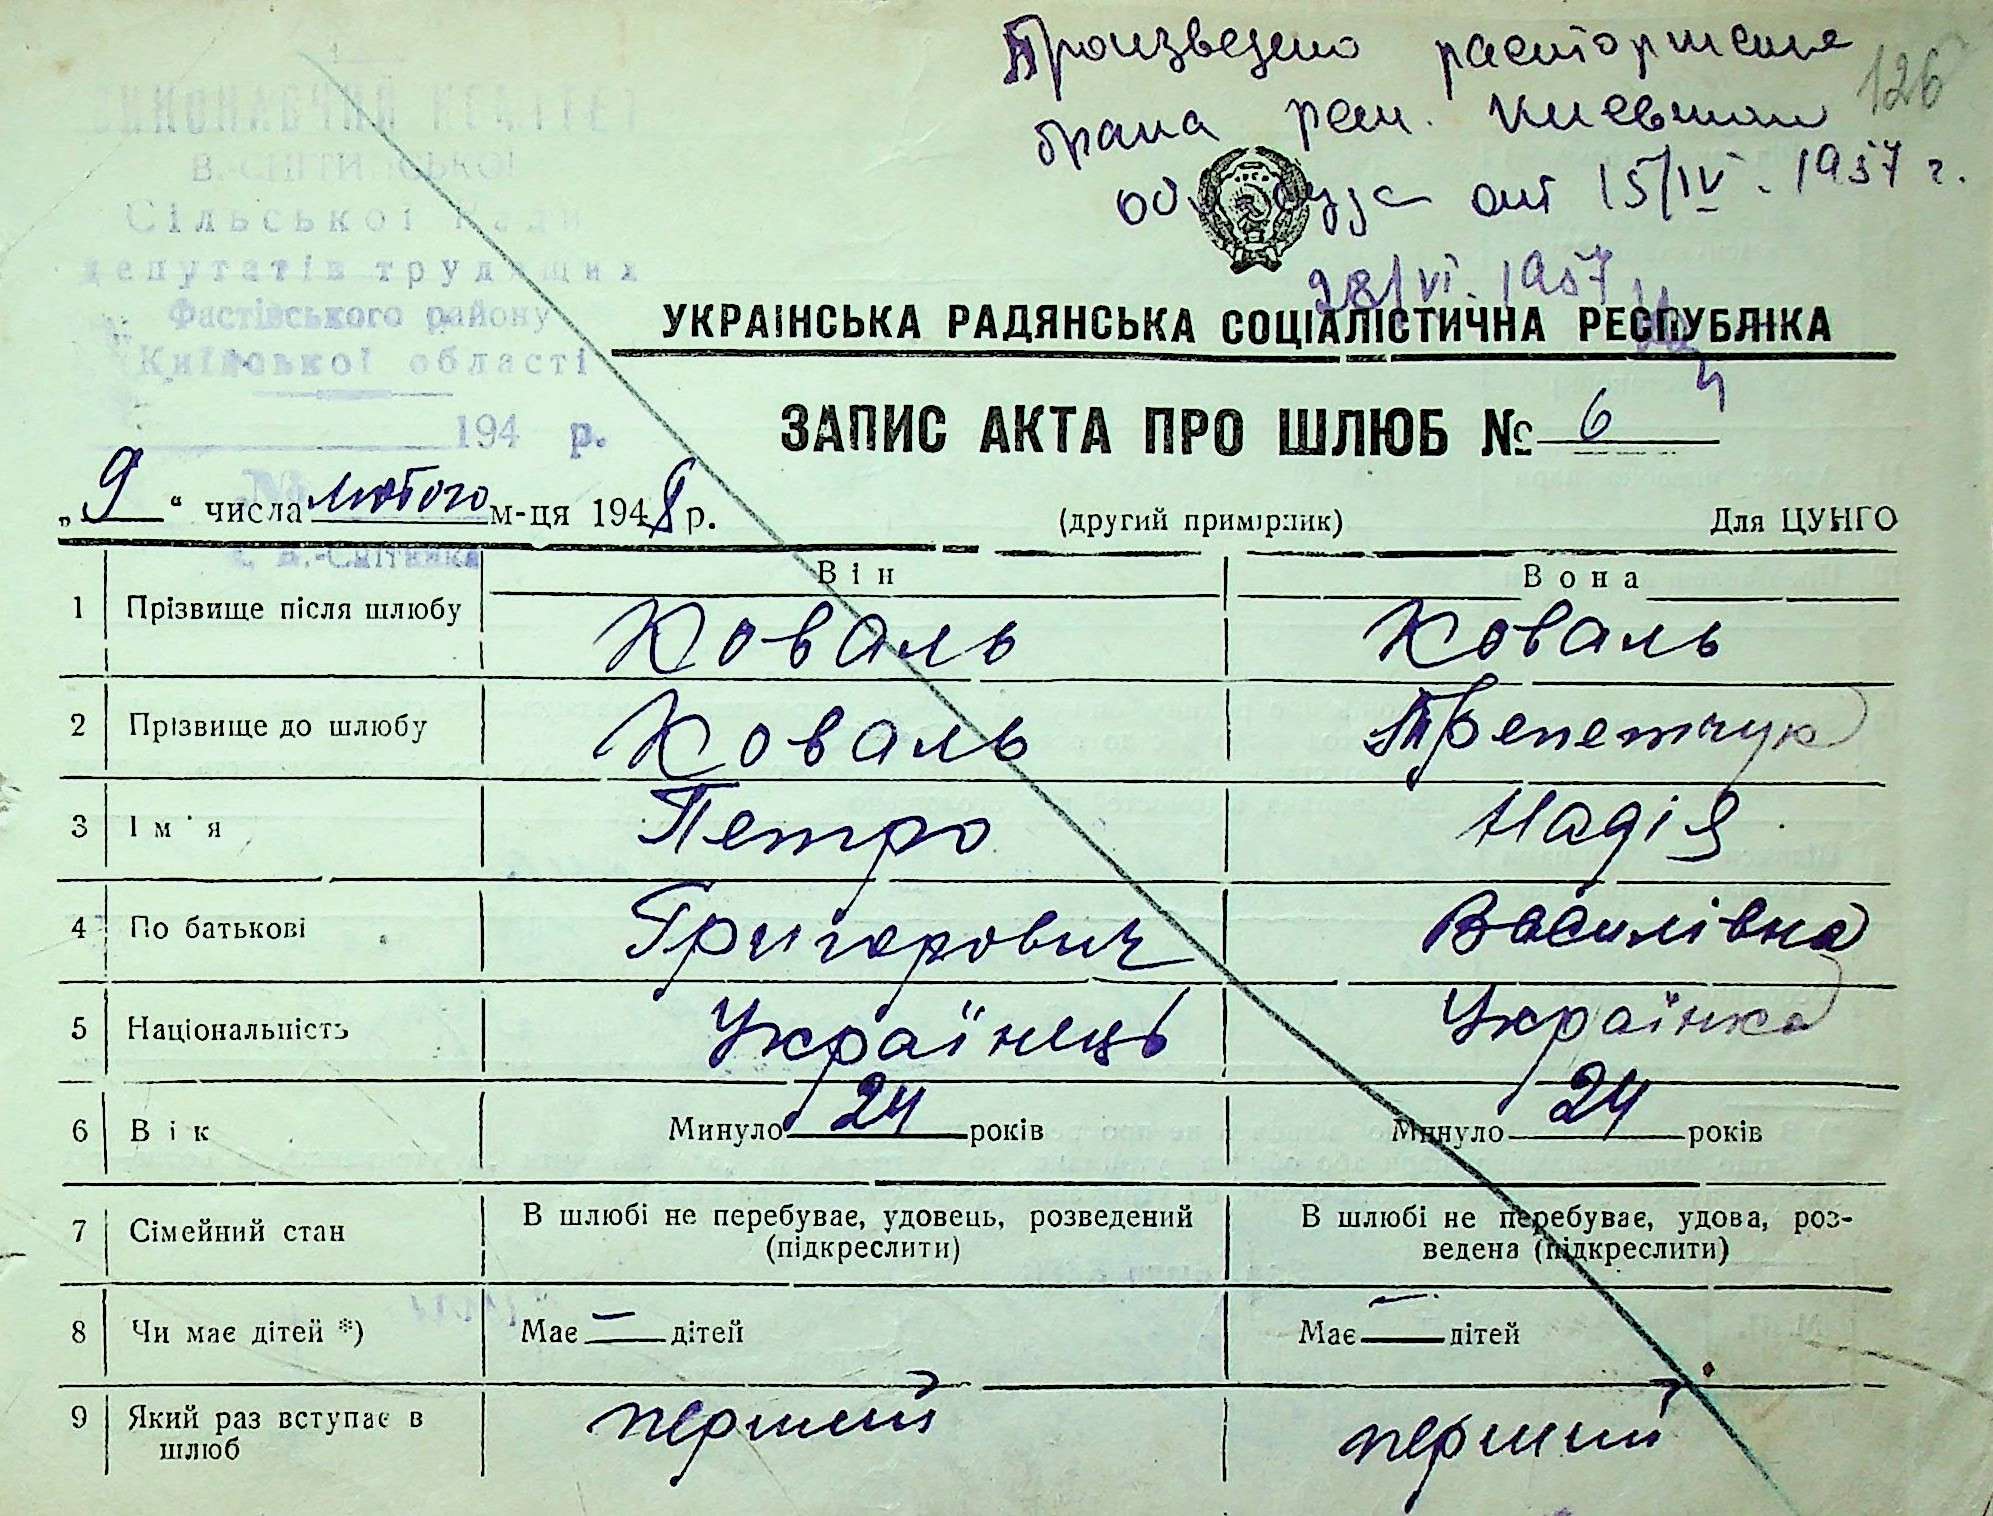 Произведено расторжение
брака реш. Киевского
обл суда от 15/IV. 1957 г.
126
28/VI. 1957
ВИКОНАВЧИЙ КОМІТЕТ
В.-СНІТИНСЬКОЇ
Сільської Ради
депутатів трудящих
Фастівського району
Київської області
194 р.
№
с. В.-Снітинка
УКРАЇНСЬКА РАДЯНСЬКА СОЦІАЛІСТИЧНА РЕСПУБЛІКА
ЗАПИС АКТА ПРО ШЛЮБ № 6
„9“ числа лютого м-ця 1948 р. (другий примірник) Для ЦУНГО
Він Вона
1 Прізвище після шлюбу Коваль Коваль
2 Прізвище до шлюбу Коваль Трепетчук
3 Ім'я Петро Надія
4 По батькові Григорович Василівна
5 Національність Українець Українка
6 Вік Минуло 24 років Минуло 24 років
7 Сімейний стан В шлюбі не перебуває, удовець, розведений В шлюбі не перебуває, удова, роз-
(підкреслити) ведена (підкреслити)
8 Чи має дітей *) Має — дітей Має — дітей
9 Який раз вступає в перший перший
шлюб